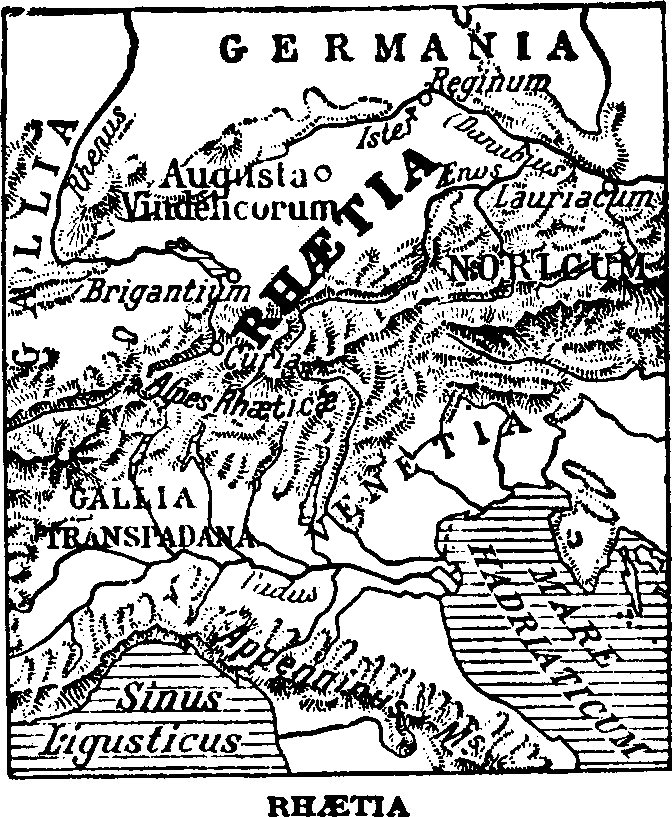 GERMANIA
Reginum
Ister
(Danubius)
Rhenus
GALLIA
Augusta
Vindelicorum
Ænus
Lauriacum
RHÆTIA
NORICUM
Brigantium
Curia
Alpes Rhæticæ
VENETIA
GALLIA
TRANSPADANA
Padus
MARE
HADRIATICUM
Appenninus Ms.
Sinus
Ligusticus
RHÆTIA